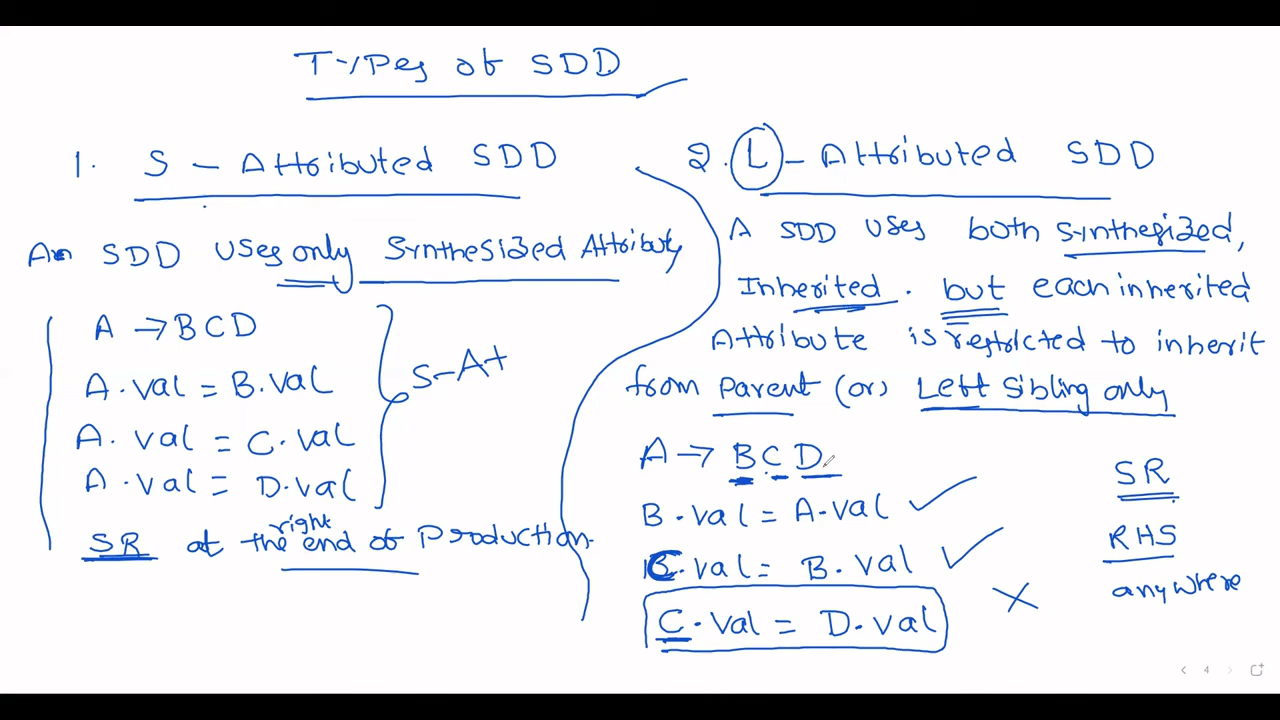 Types of SDD
1. S - Attributed SDD
An SDD uses only Synthesized Attributes
A → BCD
A.val = B.val
A.val = C.val
A.val = D.val
S-At
SR at the right end of Production.
2. L - Attributed SDD
A SDD uses both synthesized,
Inherited. but each inherited
Attribute is restricted to inherit
from parent (or) Left sibling only
A → BCD
B.val = A.val ✓
C.val = B.val ✓
C.val = D.val ×
SR
RHS
anywhere
4